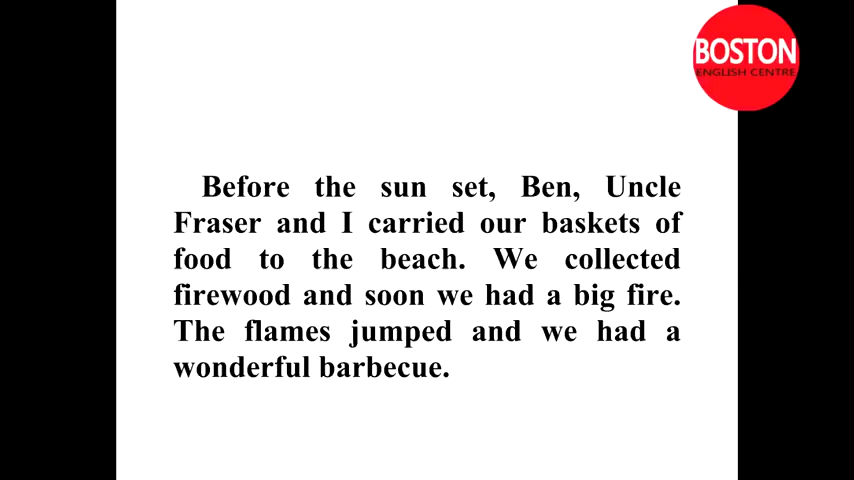 BOSTON
ENGLISH CENTRE
Before the sun set, Ben, Uncle
Fraser and I carried our baskets of
food to the beach. We collected
firewood and soon we had a big fire.
The flames jumped and we had a
wonderful barbecue.